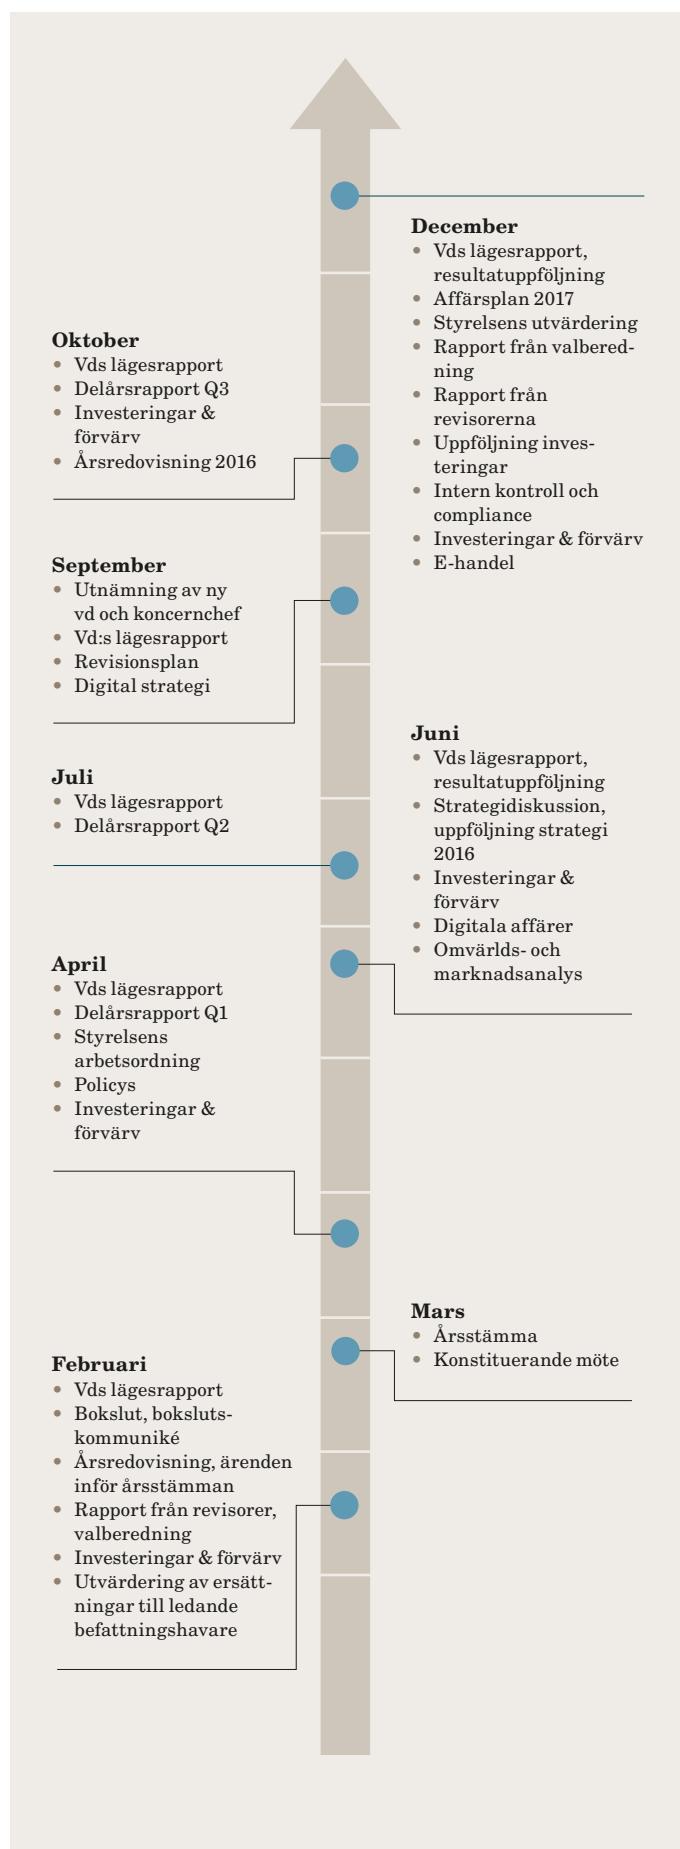 December
• Vds lägesrapport,
resultatuppföljning
• Affärsplan 2017
• Styrelsens utvärdering
• Rapport från valbered-
ning
• Rapport från
revisorerna
• Uppföljning inves-
teringar
• Intern kontroll och
compliance
• Investeringar & förvärv
• E-handel
Oktober
• Vds lägesrapport
• Delårsrapport Q3
• Investeringar &
förvärv
• Årsredovisning 2016
September
• Utnämning av ny
vd och koncernchef
• Vd:s lägesrapport
• Revisionsplan
• Digital strategi
Juli
• Vds lägesrapport
• Delårsrapport Q2
Juni
• Vds lägesrapport,
resultatuppföljning
• Strategidiskussion,
uppföljning strategi
2016
• Investeringar &
förvärv
• Digitala affärer
• Omvärlds- och
marknadsanalys
April
• Vds lägesrapport
• Delårsrapport Q1
• Styrelsens
arbetsordning
• Policys
• Investeringar &
förvärv
Mars
• Årsstämma
• Konstituerande möte
Februari
• Vds lägesrapport
• Bokslut, boksluts-
kommuniké
• Årsredovisning, ärenden
inför årsstämman
• Rapport från revisorer,
valberedning
• Investeringar & förvärv
• Utvärdering av ersätt-
ningar till ledande
befattningshavare